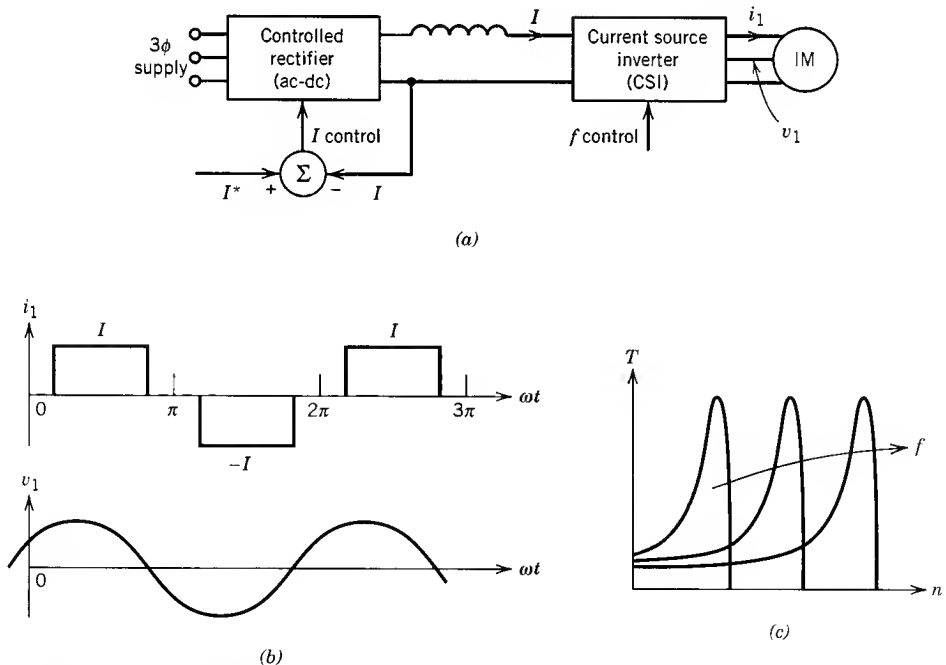 3ϕ
supply
Controlled
rectifier
(ac-dc)
I
Current source
inverter
(CSI)
i₁
IM
v₁
I control
f control
Σ
I* + − I
(a)
i₁
I I
0 π 2π 3π ωt
−I
v₁
0 ωt
(b)
T
f
n
(c)